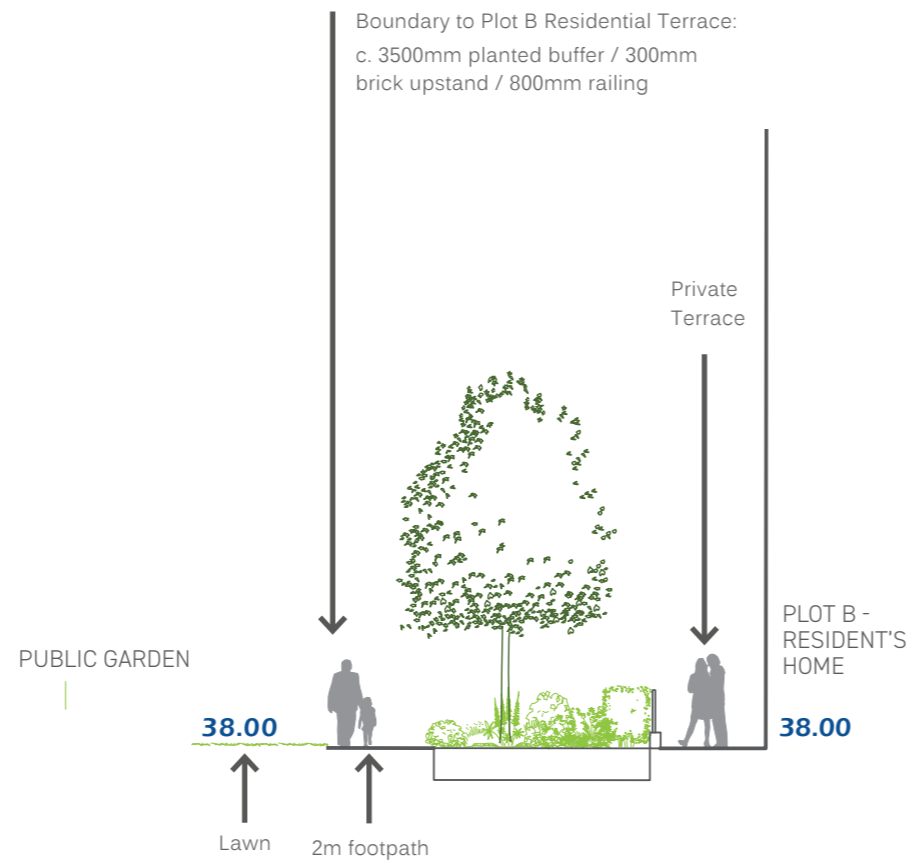 Boundary to Plot B Residential Terrace:
c. 3500mm planted buffer / 300mm
brick upstand / 800mm railing
Private
Terrace
PLOT B -
RESIDENT'S
HOME
PUBLIC GARDEN
38.00
38.00
Lawn
2m footpath